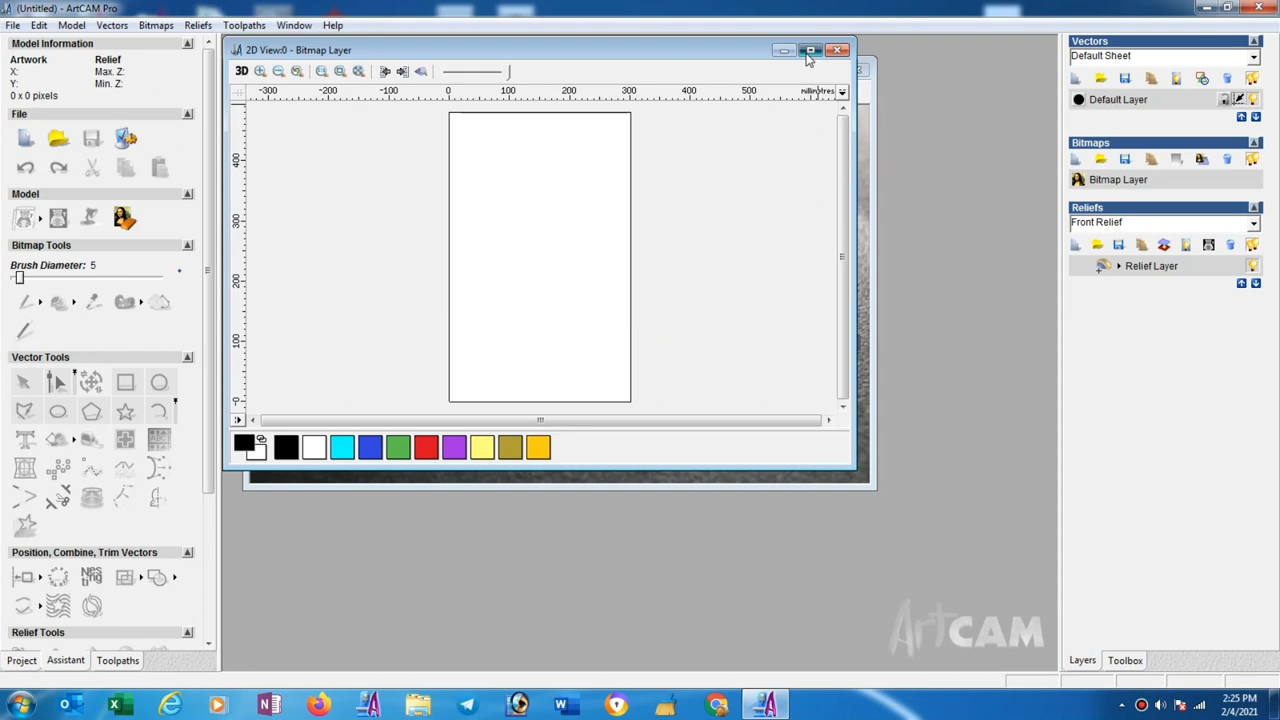 (Untitled) - ArtCAM Pro
File Edit Model Vectors Bitmaps Reliefs Toolpaths Window Help
Model Information
Artwork Relief
X: Max. Z:
Y: Min. Z:
0 x 0 pixels
File
Model
Bitmap Tools
Brush Diameter: 5
Vector Tools
Position, Combine, Trim Vectors
Relief Tools
Project Assistant Toolpaths
2D View:0 - Bitmap Layer
3D
-300 -200 -100 0 100 200 300 400 500 Millimetres
400
300
200
100
0
ArtCAM
Vectors
Default Sheet
Default Layer
Bitmaps
Bitmap Layer
Reliefs
Front Relief
Relief Layer
Layers Toolbox
2:25 PM
2/4/2021